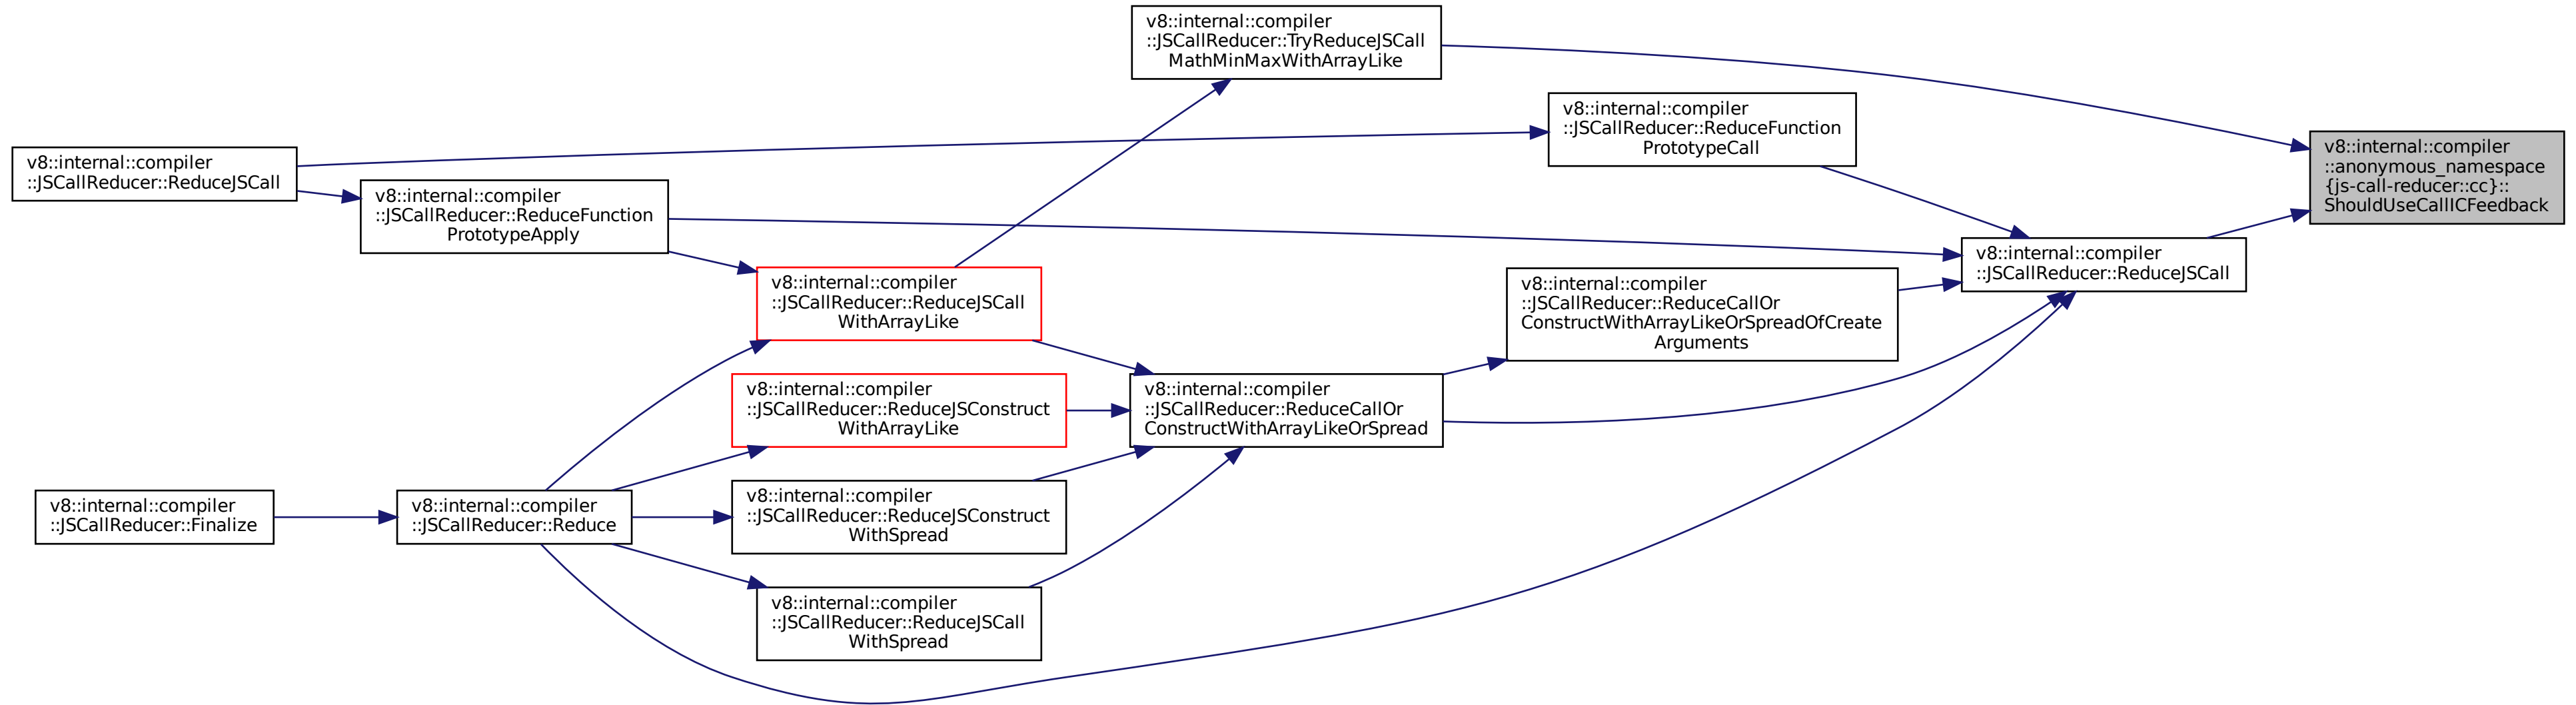 v8::internal::compiler
::JSCallReducer::TryReduceJSCall
MathMinMaxWithArrayLike
v8::internal::compiler
::JSCallReducer::ReduceFunction
PrototypeCall
v8::internal::compiler
::anonymous_namespace
{js-call-reducer::cc}::
ShouldUseCallICFeedback
v8::internal::compiler
::JSCallReducer::ReduceJSCall
v8::internal::compiler
::JSCallReducer::ReduceFunction
PrototypeApply
v8::internal::compiler
::JSCallReducer::ReduceJSCall
v8::internal::compiler
::JSCallReducer::ReduceJSCall
WithArrayLike
v8::internal::compiler
::JSCallReducer::ReduceCallOr
ConstructWithArrayLikeOrSpreadOfCreate
Arguments
v8::internal::compiler
::JSCallReducer::ReduceJSConstruct
WithArrayLike
v8::internal::compiler
::JSCallReducer::ReduceCallOr
ConstructWithArrayLikeOrSpread
v8::internal::compiler
::JSCallReducer::Finalize
v8::internal::compiler
::JSCallReducer::Reduce
v8::internal::compiler
::JSCallReducer::ReduceJSConstruct
WithSpread
v8::internal::compiler
::JSCallReducer::ReduceJSCall
WithSpread